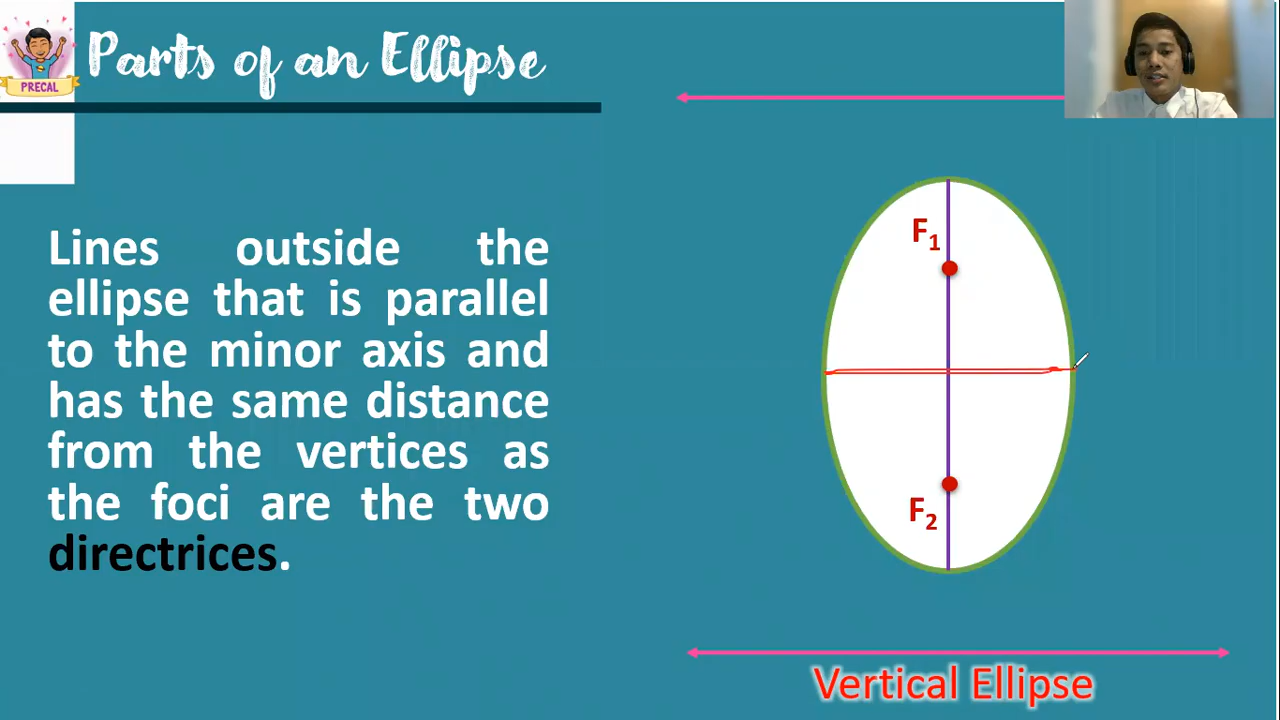 Parts of an Ellipse
PRECAL
Lines outside the
ellipse that is parallel
to the minor axis and
has the same distance
from the vertices as
the foci are the two
directrices.
F1
F2
Vertical Ellipse